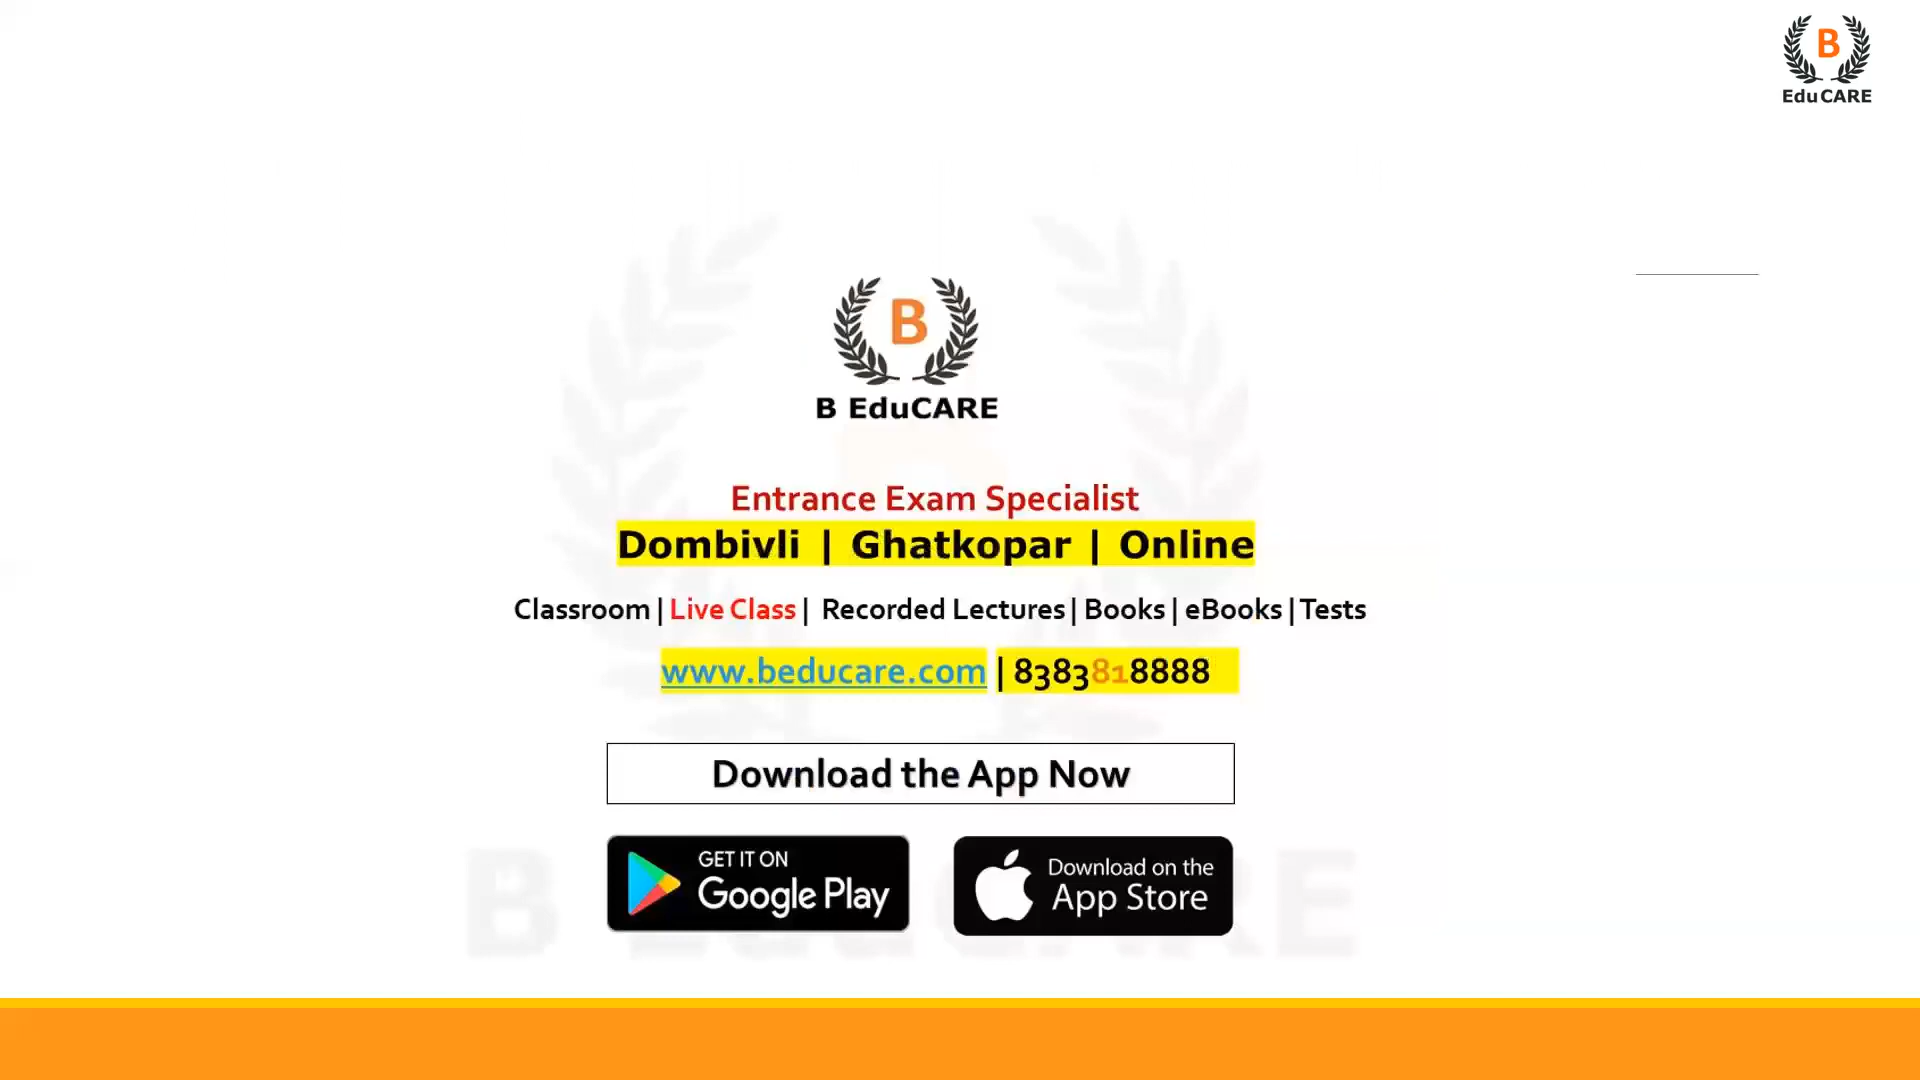 B
EduCARE
B
B EduCARE
Entrance Exam Specialist
Dombivli | Ghatkopar | Online
Classroom | Live Class | Recorded Lectures | Books | eBooks | Tests
www.beducare.com | 8383818888
Download the App Now
GET IT ON
Google Play
Download on the
App Store
B EduCARE